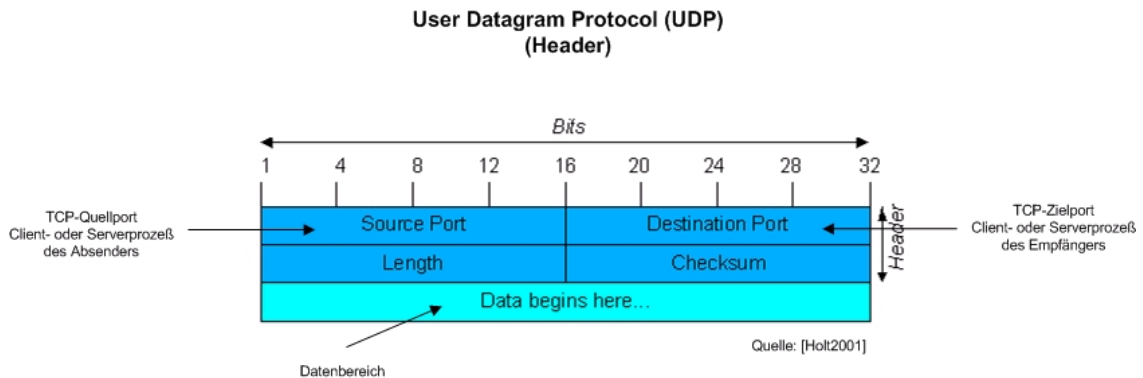 User Datagram Protocol (UDP)
(Header)
Bits
1 4 8 12 16 20 24 28 32
TCP-Quellport
Client- oder Serverprozeß
des Absenders
Source Port
Destination Port
Header
TCP-Zielport
Client- oder Serverprozeß
des Empfängers
Length
Checksum
Data begins here...
Quelle: [Holt2001]
Datenbereich